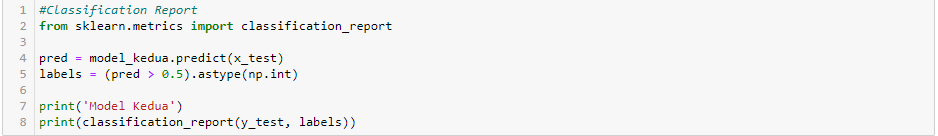 1 #Classification Report
2 from sklearn.metrics import classification_report
3
4 pred = model_kedua.predict(x_test)
5 labels = (pred > 0.5).astype(np.int)
6
7 print('Model Kedua')
8 print(classification_report(y_test, labels))